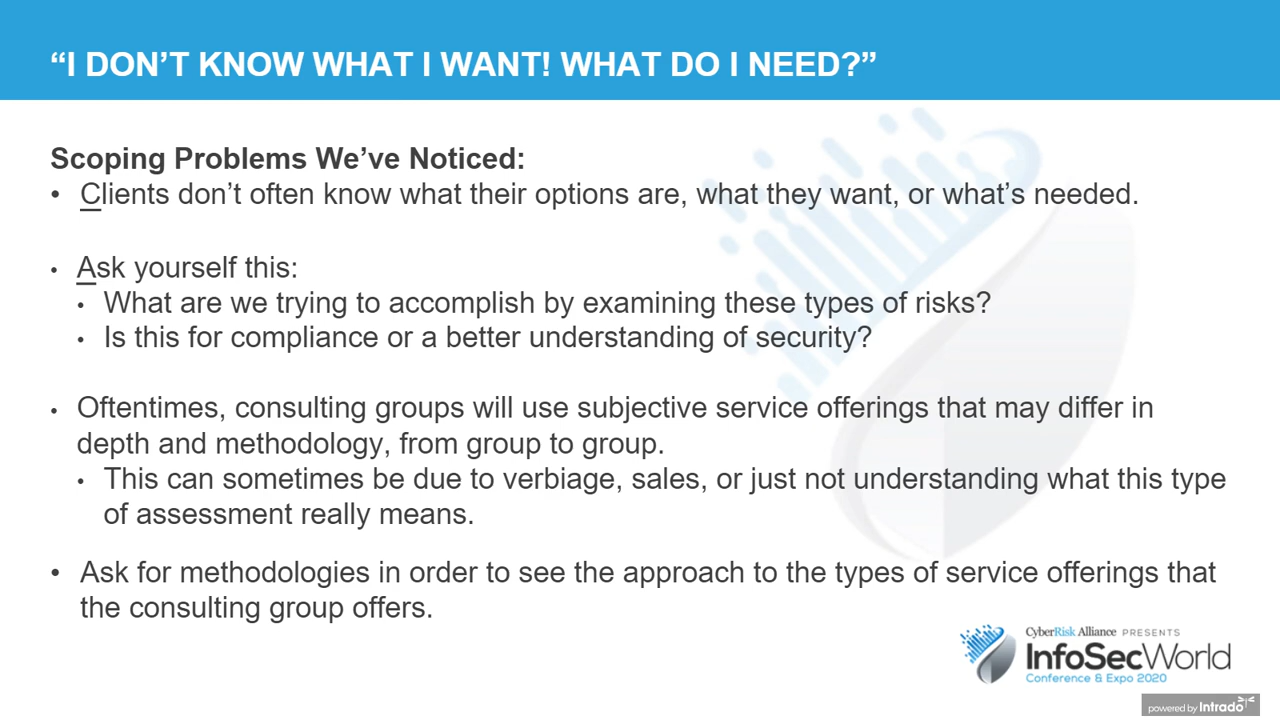 “I DON’T KNOW WHAT I WANT! WHAT DO I NEED?”
Scoping Problems We’ve Noticed:
• Clients don’t often know what their options are, what they want, or what’s needed.
• Ask yourself this:
• What are we trying to accomplish by examining these types of risks?
• Is this for compliance or a better understanding of security?
• Oftentimes, consulting groups will use subjective service offerings that may differ in
depth and methodology, from group to group.
• This can sometimes be due to verbiage, sales, or just not understanding what this type
of assessment really means.
• Ask for methodologies in order to see the approach to the types of service offerings that
the consulting group offers.
CyberRisk Alliance PRESENTS
InfoSecWorld
Conference & Expo 2020
powered by Intrado